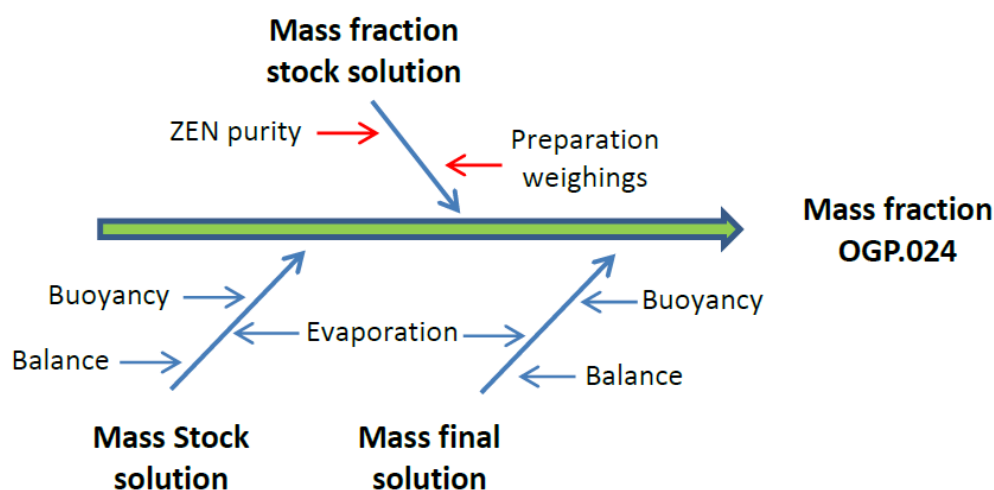 Mass fraction
stock solution
ZEN purity
Preparation
weighings
Mass fraction
OGP.024
Buoyancy
Evaporation
Buoyancy
Balance
Balance
Mass Stock
solution
Mass final
solution